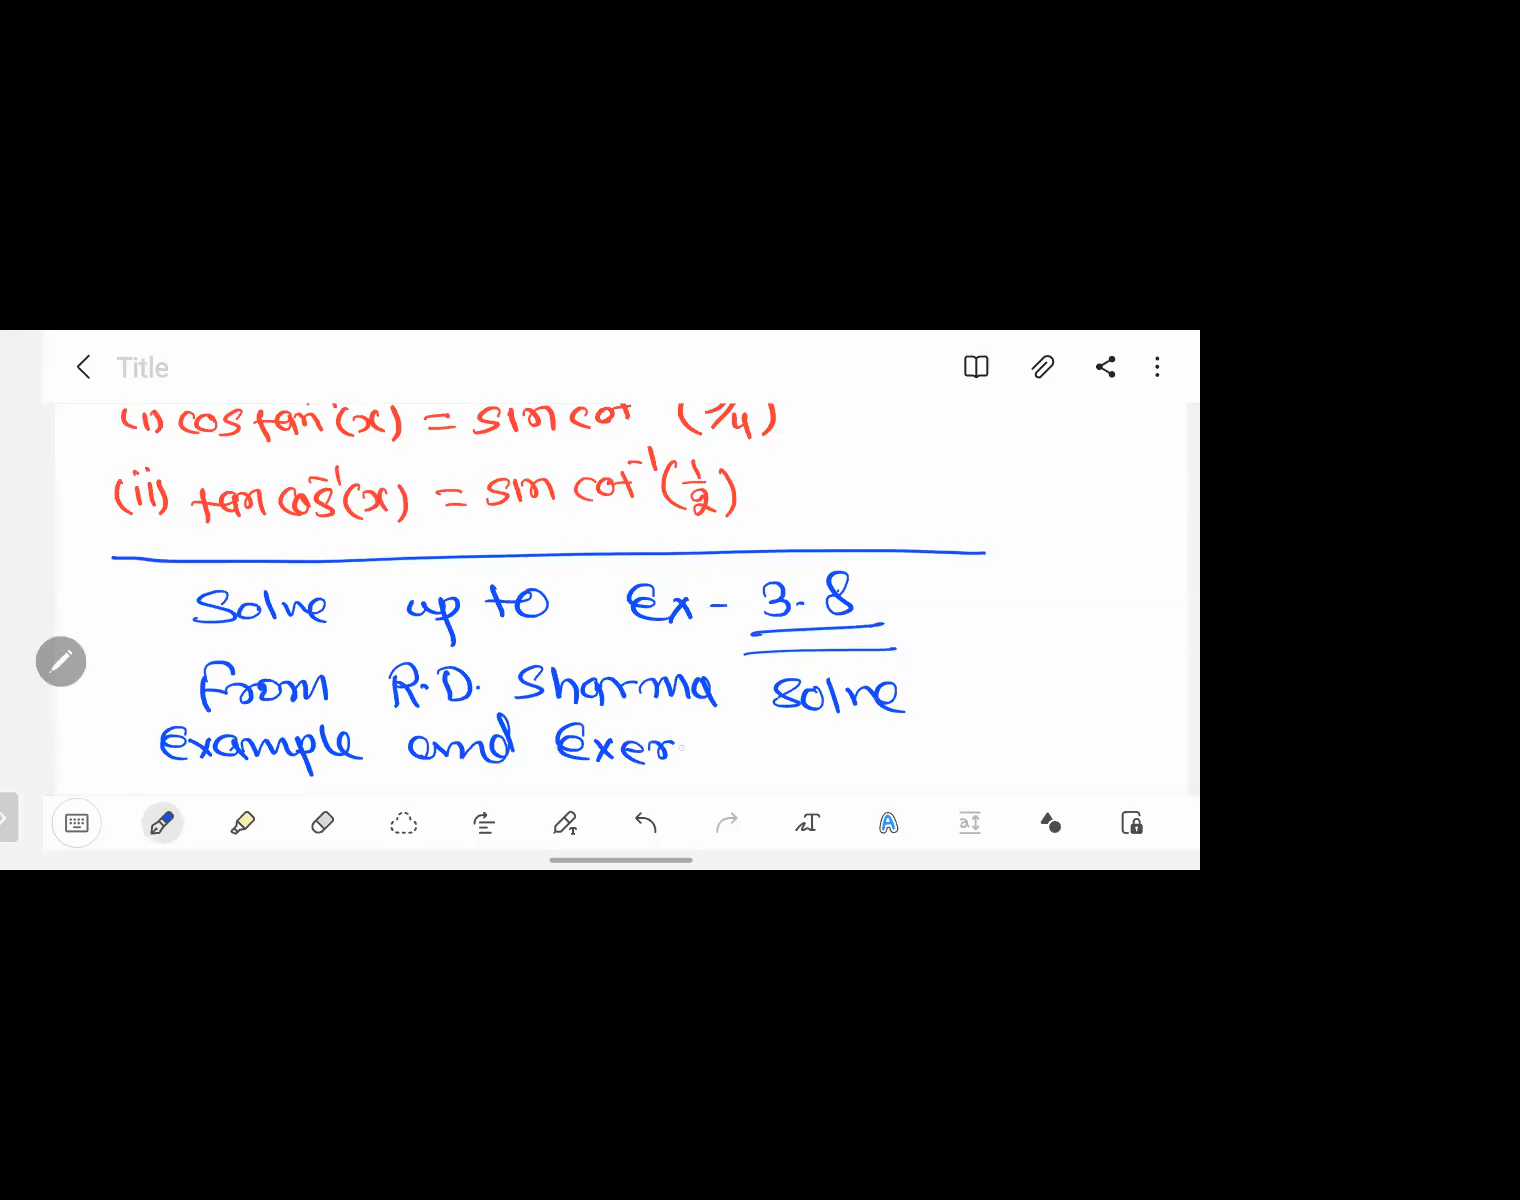 Title
(i) cos tan⁻¹(x) = sin cot⁻¹ (3/4)
(ii) tan cos⁻¹(x) = sin cot⁻¹(1/2)
Solve up to Ex - 3.8
From R.D. Sharma solve
Example and Exer